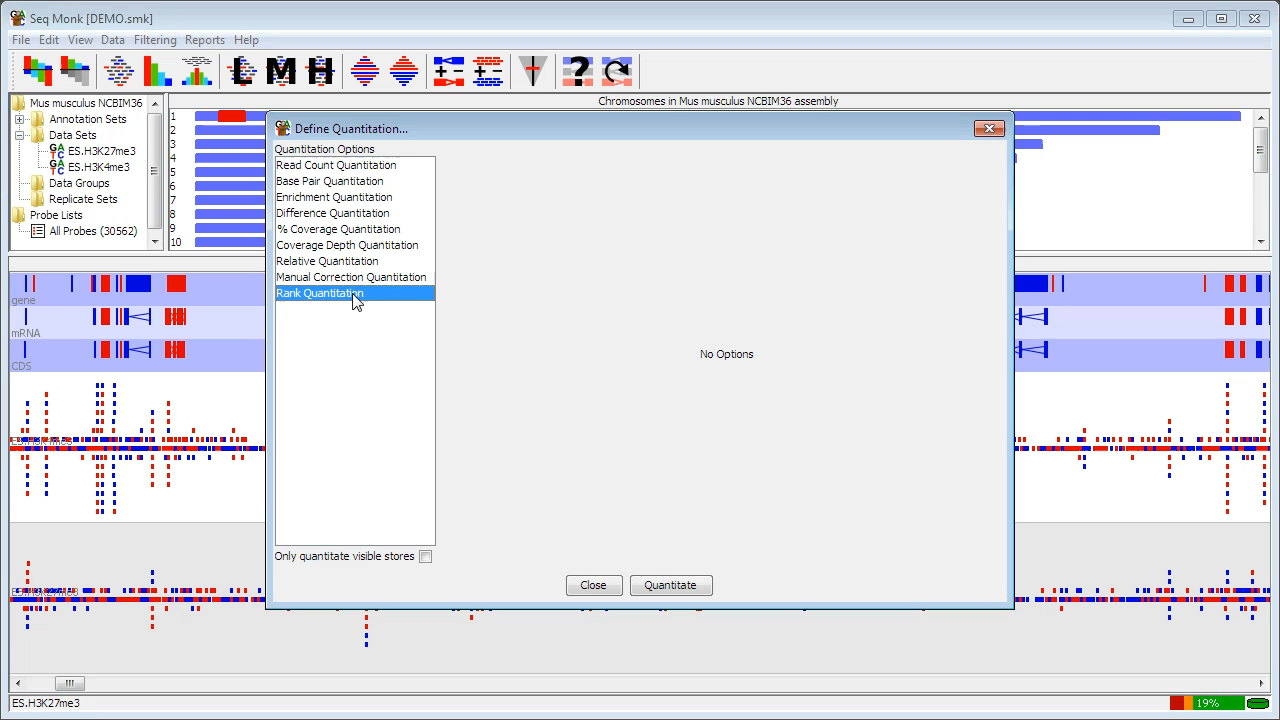 Seq Monk [DEMO.smk]
File Edit View Data Filtering Reports Help
L M H
Mus musculus NCBIM36
Annotation Sets
Data Sets
ES.H3K27me3
ES.H3K4me3
Data Groups
Replicate Sets
Probe Lists
All Probes (30562)
Chromosomes in Mus musculus NCBIM36 assembly
1
2
3
4
5
6
7
8
9
10
Define Quantitation...
Quantitation Options
Read Count Quantitation
Base Pair Quantitation
Enrichment Quantitation
Difference Quantitation
% Coverage Quantitation
Coverage Depth Quantitation
Relative Quantitation
Manual Correction Quantitation
Rank Quantitation
No Options
Only quantitate visible stores
Close Quantitate
gene
mRNA
CDS
ES.H3K4me3
ES.H3K27me3
ES.H3K27me3
19%